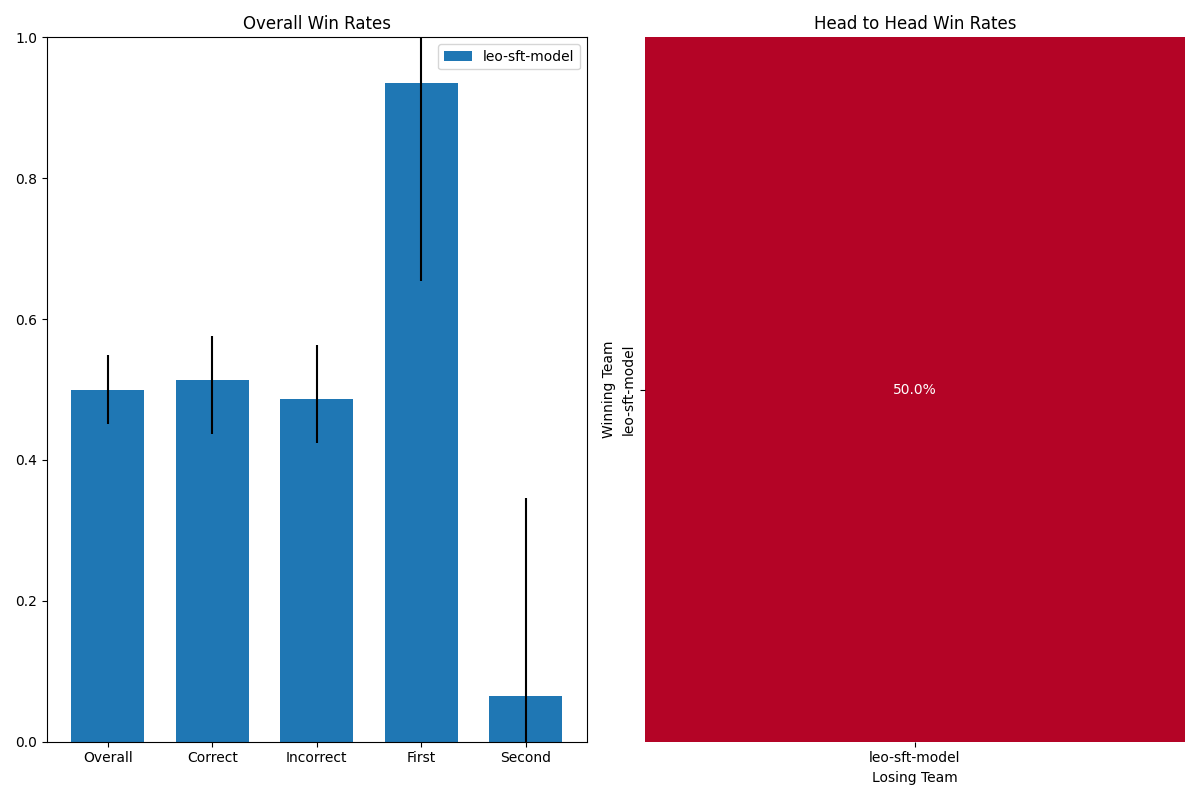 Overall Win Rates
1.0
0.8
0.6
0.4
0.2
0.0
leo-sft-model
Overall
Correct
Incorrect
First
Second
Head to Head Win Rates
Winning Team
leo-sft-model
50.0%
leo-sft-model
Losing Team